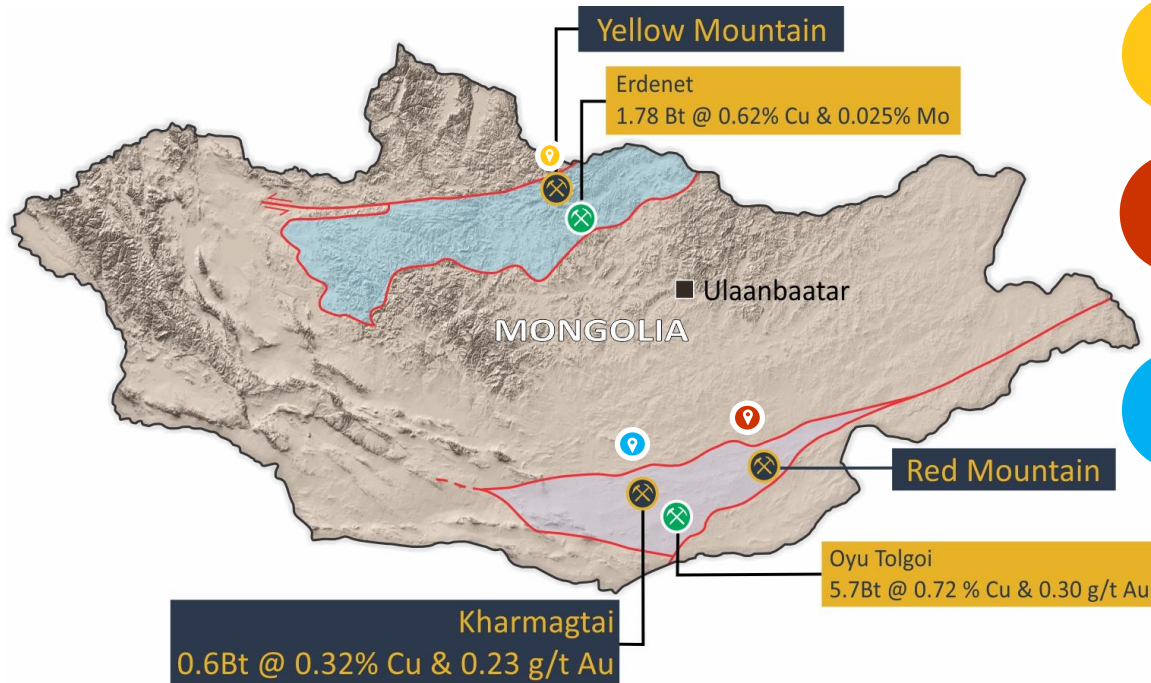 Yellow Mountain
Erdenet
1.78 Bt @ 0.62% Cu & 0.025% Mo
Ulaanbaatar
MONGOLIA
Red Mountain
Oyu Tolgoi
5.7Bt @ 0.72 % Cu & 0.30 g/t Au
Kharmagtai
0.6Bt @ 0.32% Cu & 0.23 g/t Au